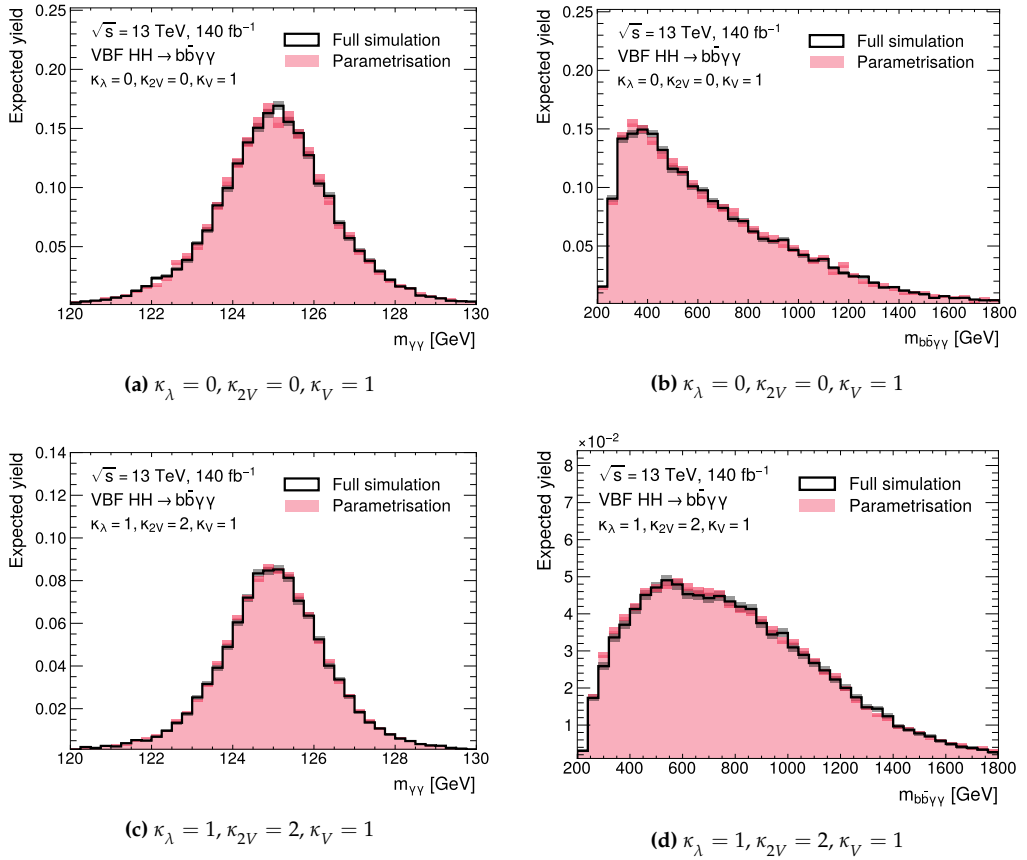 Expected yield
0.25
0.20
0.15
0.10
0.05
√s = 13 TeV, 140 fb⁻¹
VBF HH → bb̄γγ
κλ = 0, κ2V = 0, κV = 1
Full simulation
Parametrisation
120 122 124 126 128 130
mγγ [GeV]
(a) κλ = 0, κ2V = 0, κV = 1
Expected yield
0.25
0.20
0.15
0.10
0.05
√s = 13 TeV, 140 fb⁻¹
VBF HH → bb̄γγ
κλ = 0, κ2V = 0, κV = 1
Full simulation
Parametrisation
200 400 600 800 1000 1200 1400 1600 1800
mbb̄γγ [GeV]
(b) κλ = 0, κ2V = 0, κV = 1
Expected yield
0.14
0.12
0.10
0.08
0.06
0.04
0.02
√s = 13 TeV, 140 fb⁻¹
VBF HH → bb̄γγ
κλ = 1, κ2V = 2, κV = 1
Full simulation
Parametrisation
120 122 124 126 128 130
mγγ [GeV]
(c) κλ = 1, κ2V = 2, κV = 1
×10⁻²
Expected yield
8
7
6
5
4
3
2
1
√s = 13 TeV, 140 fb⁻¹
VBF HH → bb̄γγ
κλ = 1, κ2V = 2, κV = 1
Full simulation
Parametrisation
200 400 600 800 1000 1200 1400 1600 1800
mbb̄γγ [GeV]
(d) κλ = 1, κ2V = 2, κV = 1